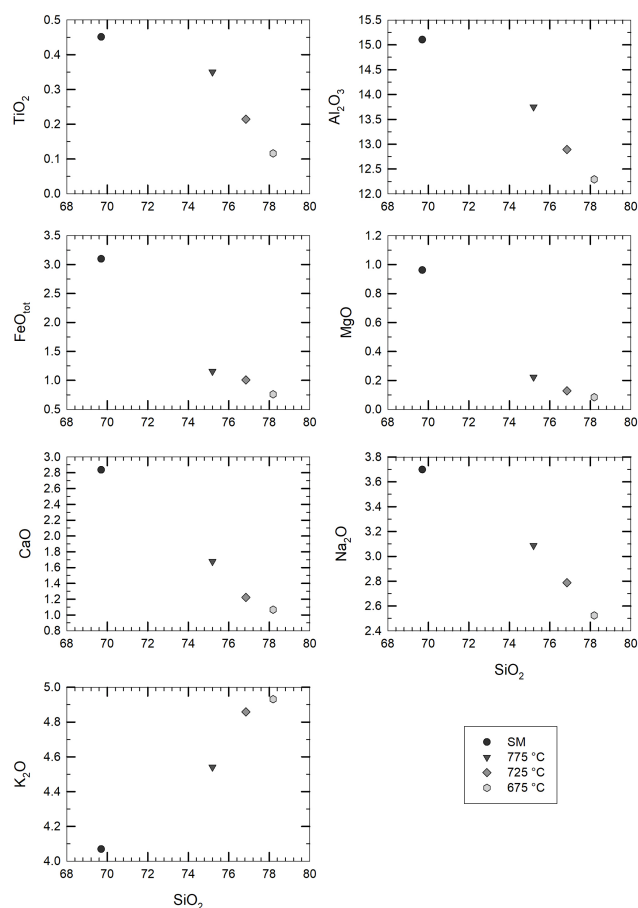 0.5
0.4
0.3
0.2
0.1
0.0
TiO₂
68 70 72 74 76 78 80
15.5
15.0
14.5
14.0
13.5
13.0
12.5
12.0
Al₂O₃
68 70 72 74 76 78 80
3.5
3.0
2.5
2.0
1.5
1.0
0.5
FeOₜₒₜ
68 70 72 74 76 78 80
1.2
1.0
0.8
0.6
0.4
0.2
0.0
MgO
68 70 72 74 76 78 80
3.0
2.8
2.6
2.4
2.2
2.0
1.8
1.6
1.4
1.2
1.0
0.8
CaO
68 70 72 74 76 78 80
3.8
3.6
3.4
3.2
3.0
2.8
2.6
2.4
Na₂O
68 70 72 74 76 78 80
SiO₂
5.0
4.8
4.6
4.4
4.2
4.0
K₂O
68 70 72 74 76 78 80
SiO₂
SM
775 °C
725 °C
675 °C